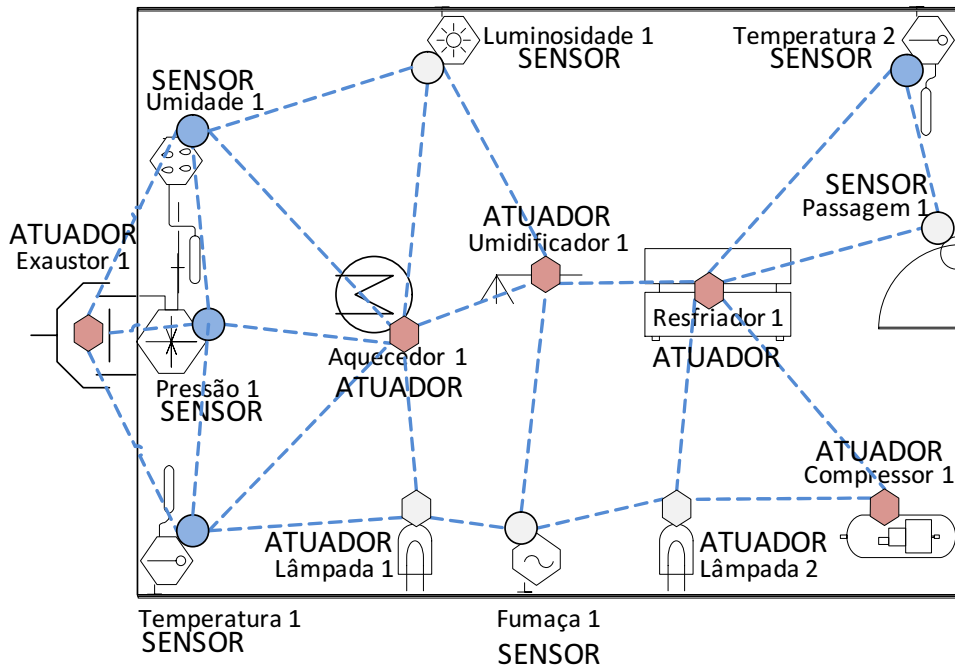 Luminosidade 1
SENSOR
Temperatura 2
SENSOR
SENSOR
Umidade 1
SENSOR
Passagem 1
ATUADOR
Exaustor 1
ATUADOR
Umidificador 1
Resfriador 1
ATUADOR
Aquecedor 1
ATUADOR
Pressão 1
SENSOR
ATUADOR
Compressor 1
ATUADOR
Lâmpada 1
ATUADOR
Lâmpada 2
Temperatura 1
SENSOR
Fumaça 1
SENSOR